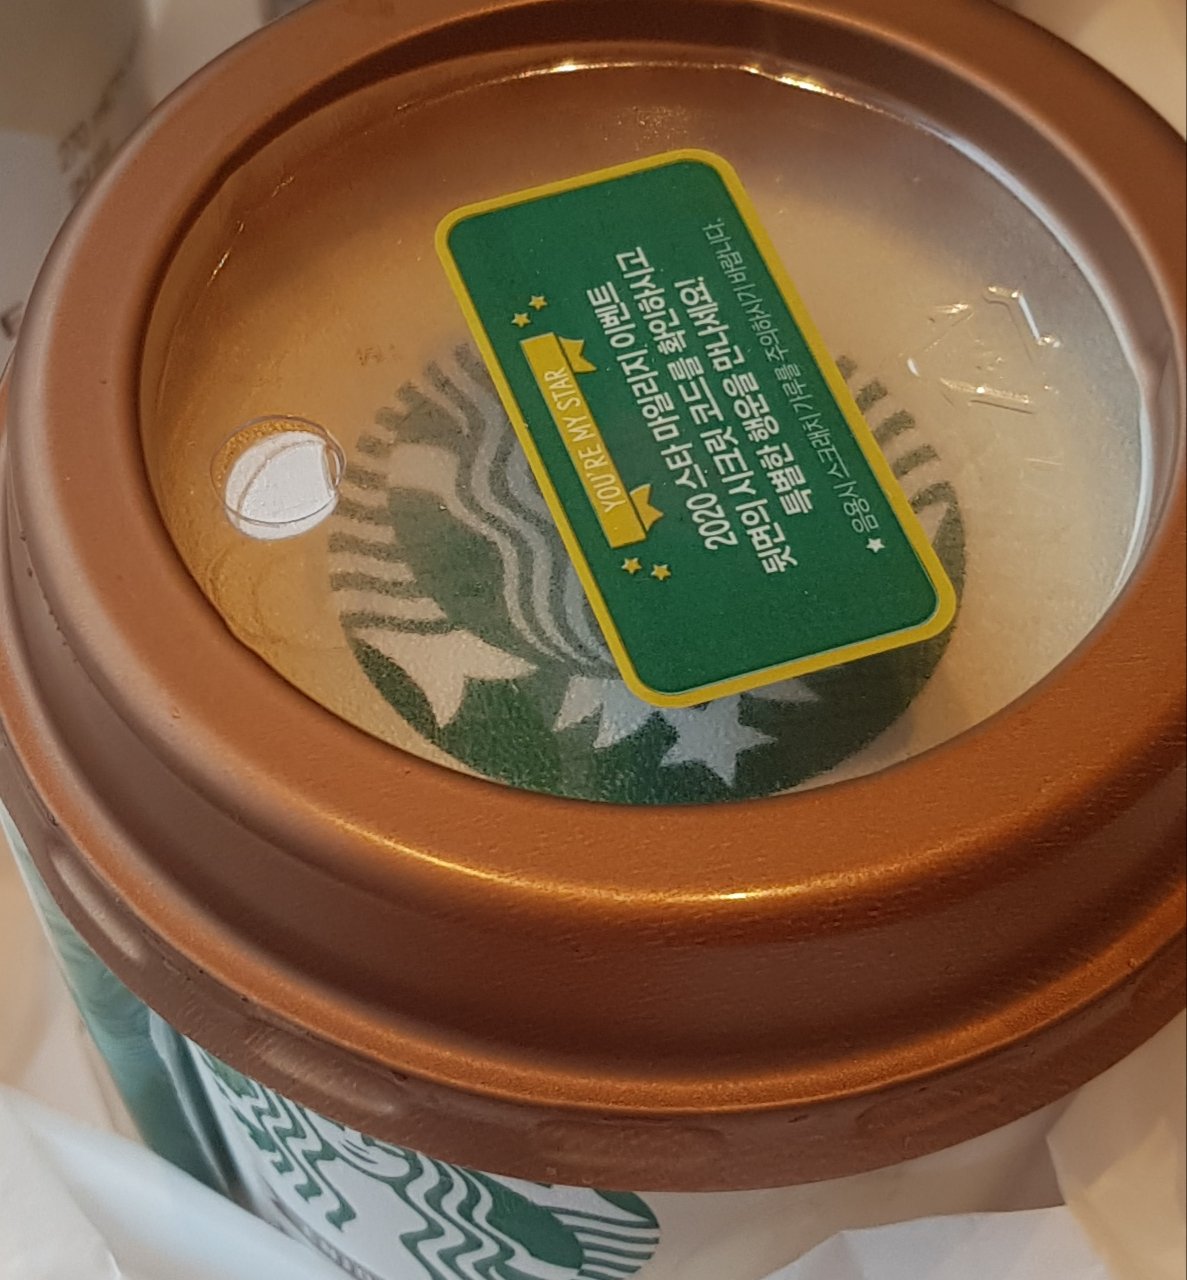 YOU'RE MY STAR
2020 스타 마일리지 이벤트
뒷면의 시크릿 코드를 확인하시고
특별한 행운을 만나세요!
★음용시 스크래치 가루를 주의하시기 바랍니다.